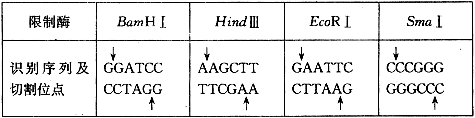 限制酶 BamH Ⅰ Hind Ⅲ EcoR Ⅰ Sma Ⅰ
识别序列及 GGATCC AAGCTT GAATTC CCCGGG
切割位点 CCTAGG TTCGAA CTTAAG GGGCCC